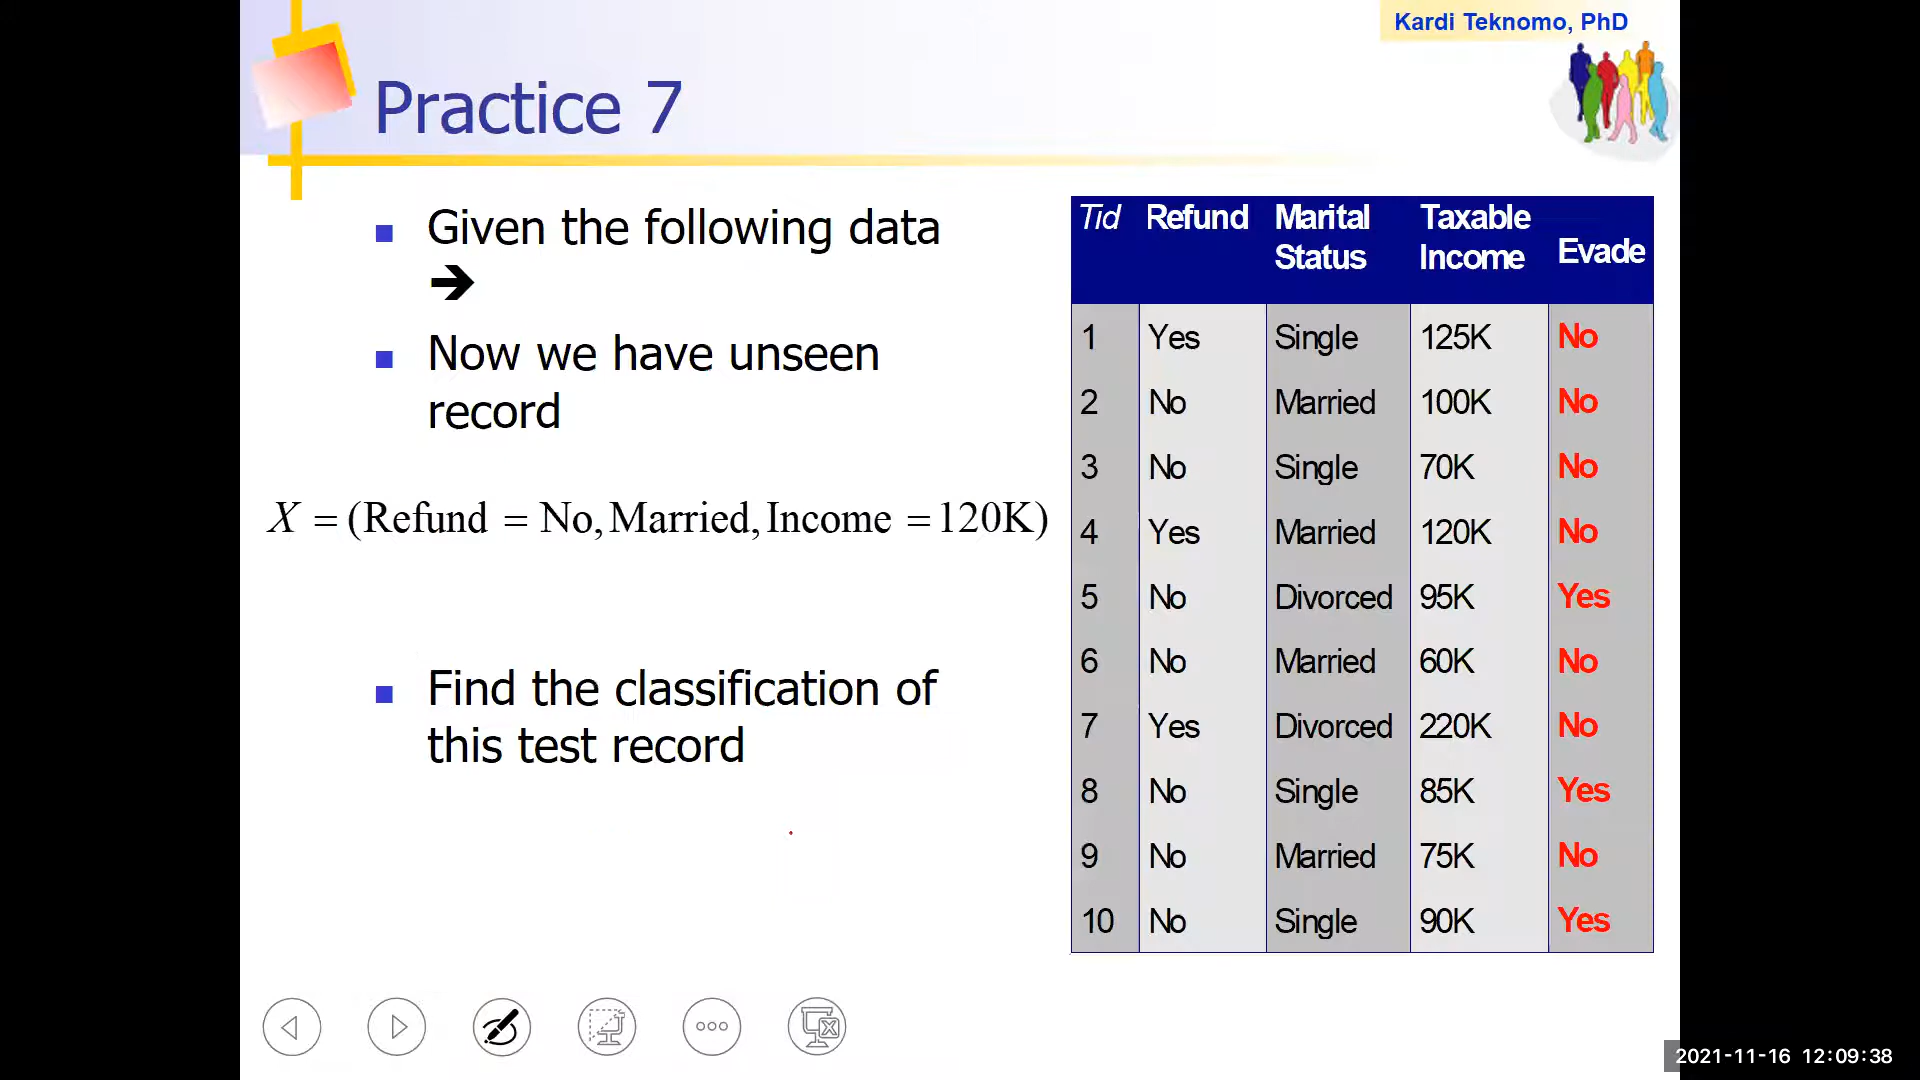 Kardi Teknomo, PhD
Practice 7
Given the following data
➔
Now we have unseen
record
X = (Refund = No, Married, Income = 120K)
Find the classification of
this test record
Tid Refund Marital Status Taxable Income Evade
1 Yes Single 125K No
2 No Married 100K No
3 No Single 70K No
4 Yes Married 120K No
5 No Divorced 95K Yes
6 No Married 60K No
7 Yes Divorced 220K No
8 No Single 85K Yes
9 No Married 75K No
10 No Single 90K Yes
2021-11-16 12:09:38